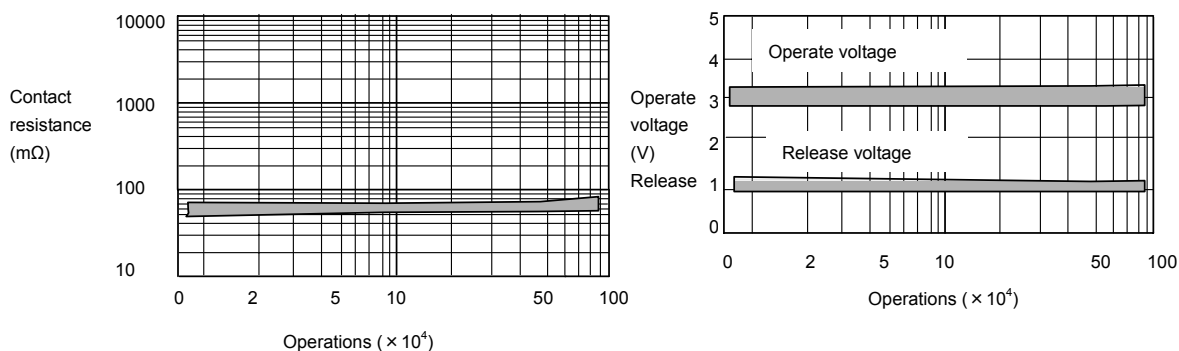 10000
1000
100
10
Contact
resistance
(mΩ)
0 2 5 10 50 100
Operations ( × 10⁴)
5
4
3
2
1
0
Operate
voltage
(V)
Release
Operate voltage
Release voltage
0 2 5 10 50 100
Operations ( × 10⁴)